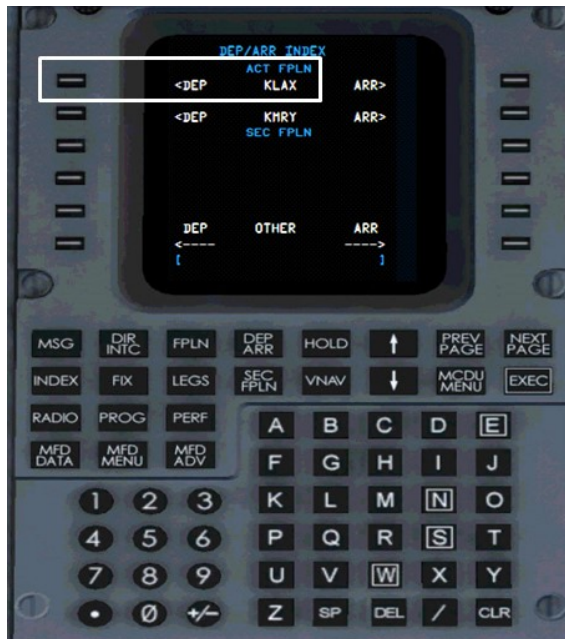 DEP/ARR INDEX
ACT FPLN
<DEP KLAX ARR>
<DEP KMRY ARR>
SEC FPLN
DEP OTHER ARR
<---- ---->
[ ]
MSG DIR INTC FPLN DEP ARR HOLD ↑ PREV PAGE NEXT PAGE
INDEX FIX LEGS SEC FPLN VNAV ↓ MCDU MENU EXEC
RADIO PROG PERF
MFD DATA MFD MENU MFD ADV
A B C D E
F G H I J
1 2 3 K L M N O
4 5 6 P Q R S T
7 8 9 U V W X Y
. 0 +/- Z SP DEL / CLR